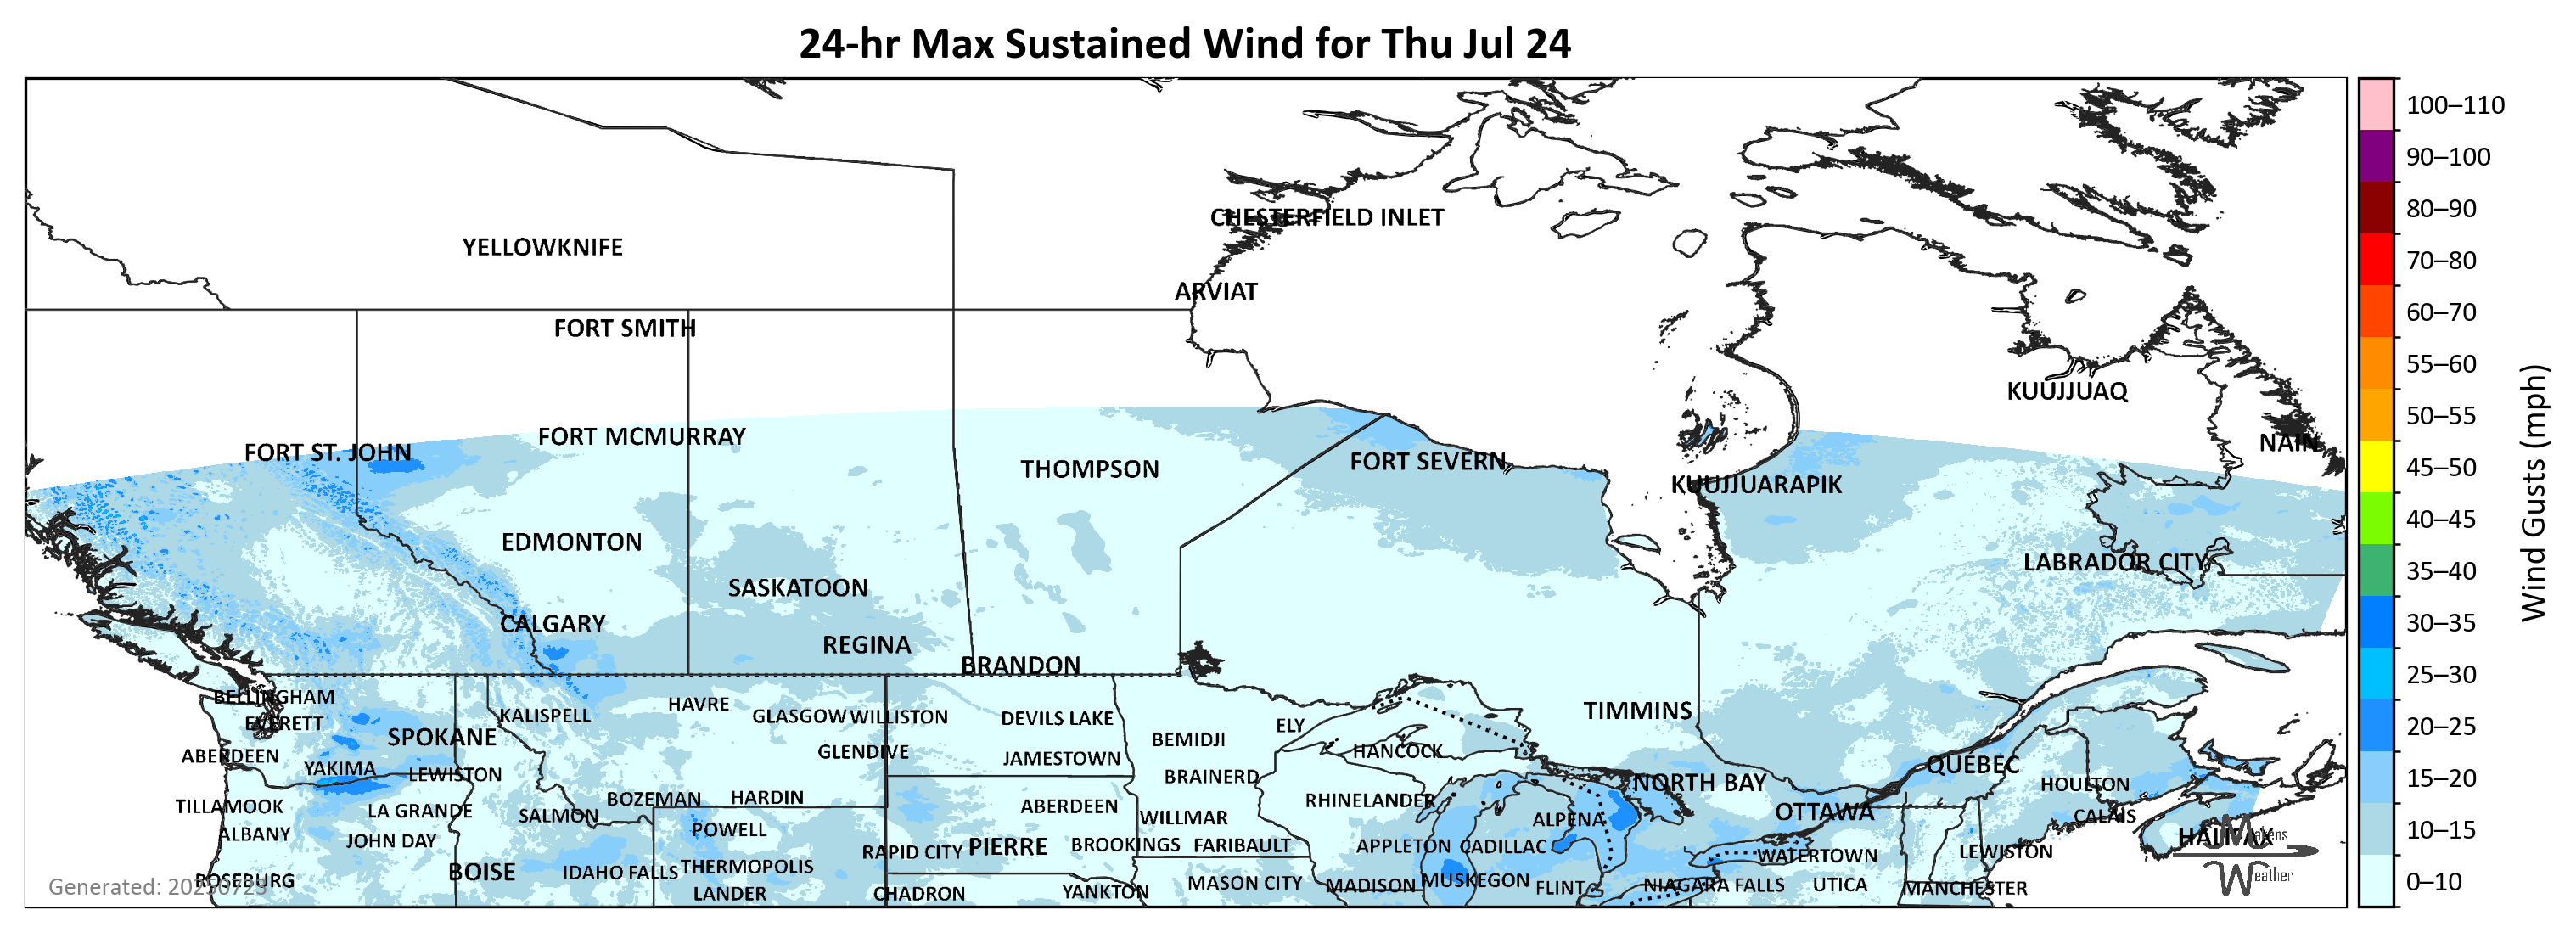 24-hr Max Sustained Wind for Thu Jul 24
100–110
90–100
80–90
70–80
60–70
55–60
50–55
45–50
40–45
35–40
30–35
25–30
20–25
15–20
10–15
0–10
Wind Gusts (mph)
CHESTERFIELD INLET
YELLOWKNIFE
ARVIAT
FORT SMITH
KUUJJUAQ
FORT MCMURRAY
NAIN
FORT ST. JOHN
FORT SEVERN
THOMPSON
KUUJJUARAPIK
EDMONTON
LABRADOR CITY
SASKATOON
CALGARY
REGINA
BRANDON
BELLINGHAM
HAVRE
TIMMINS
KALISPELL
GLASGOW
WILLISTON
DEVILS LAKE
EVERETT
ELY
SPOKANE
BEMIDJI
HANCOCK
GLENDIVE
ABERDEEN
JAMESTOWN
QUEBEC
YAKIMA
LEWISTON
BRAINERD
NORTH BAY
HOULTON
BOZEMAN
HARDIN
RHINELANDER
TILLAMOOK
LA GRANDE
ABERDEEN
OTTAWA
SALMON
WILLMAR
ALPENA
CALAIS
ALBANY
JOHN DAY
POWELL
HALIFAX
Makens
BROOKINGS
FARIBAULT
APPLETON
CADILLAC
PIERRE
RAPID CITY
LEWISTON
WATERTOWN
BOISE
IDAHO FALLS
THERMOPOLIS
Weather
ROSEBURG
MUSKEGON
MASON CITY
MADISON
FLINT
NIAGARA FALLS
UTICA
MANCHESTER
LANDER
CHADRON
YANKTON
Generated: 20250723